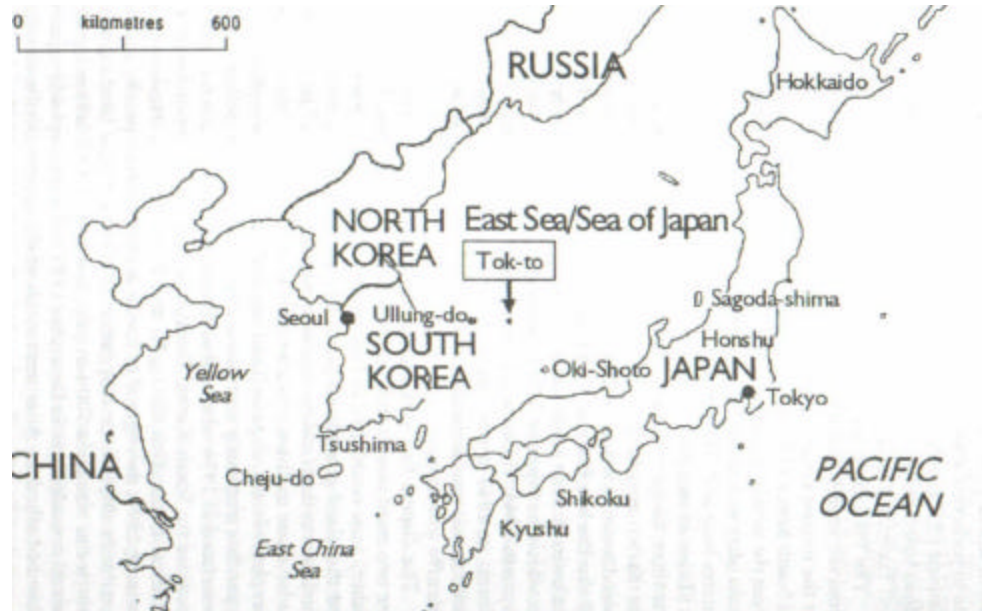 0 kilometres 600
RUSSIA
Hokkaido
NORTH
KOREA
East Sea/Sea of Japan
Tok-to
Sagoda-shima
Seoul
Ullung-do
Honshu
SOUTH
KOREA
Oki-Shoto
JAPAN
Yellow
Sea
Tokyo
Tsushima
CHINA
Cheju-do
PACIFIC
OCEAN
Shikoku
Kyushu
East China
Sea